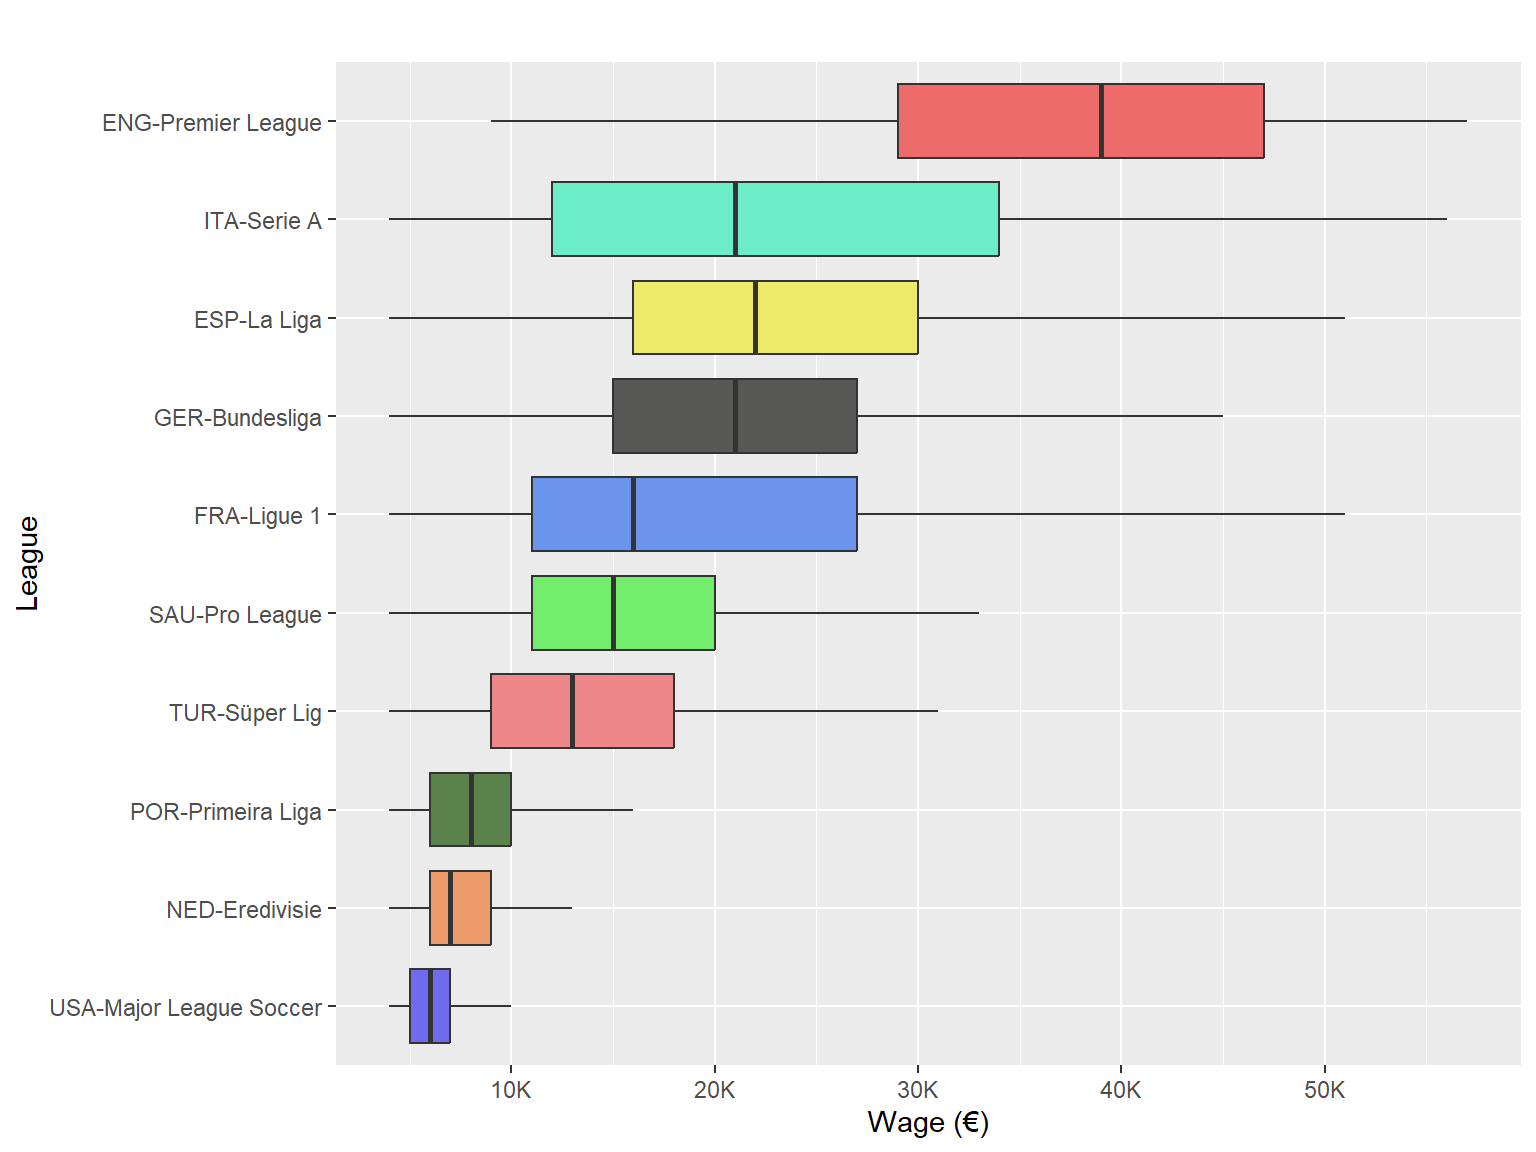 ENG-Premier League
ITA-Serie A
ESP-La Liga
GER-Bundesliga
FRA-Ligue 1
SAU-Pro League
TUR-Süper Lig
POR-Primeira Liga
NED-Eredivisie
USA-Major League Soccer
League
10K 20K 30K 40K 50K
Wage (€)